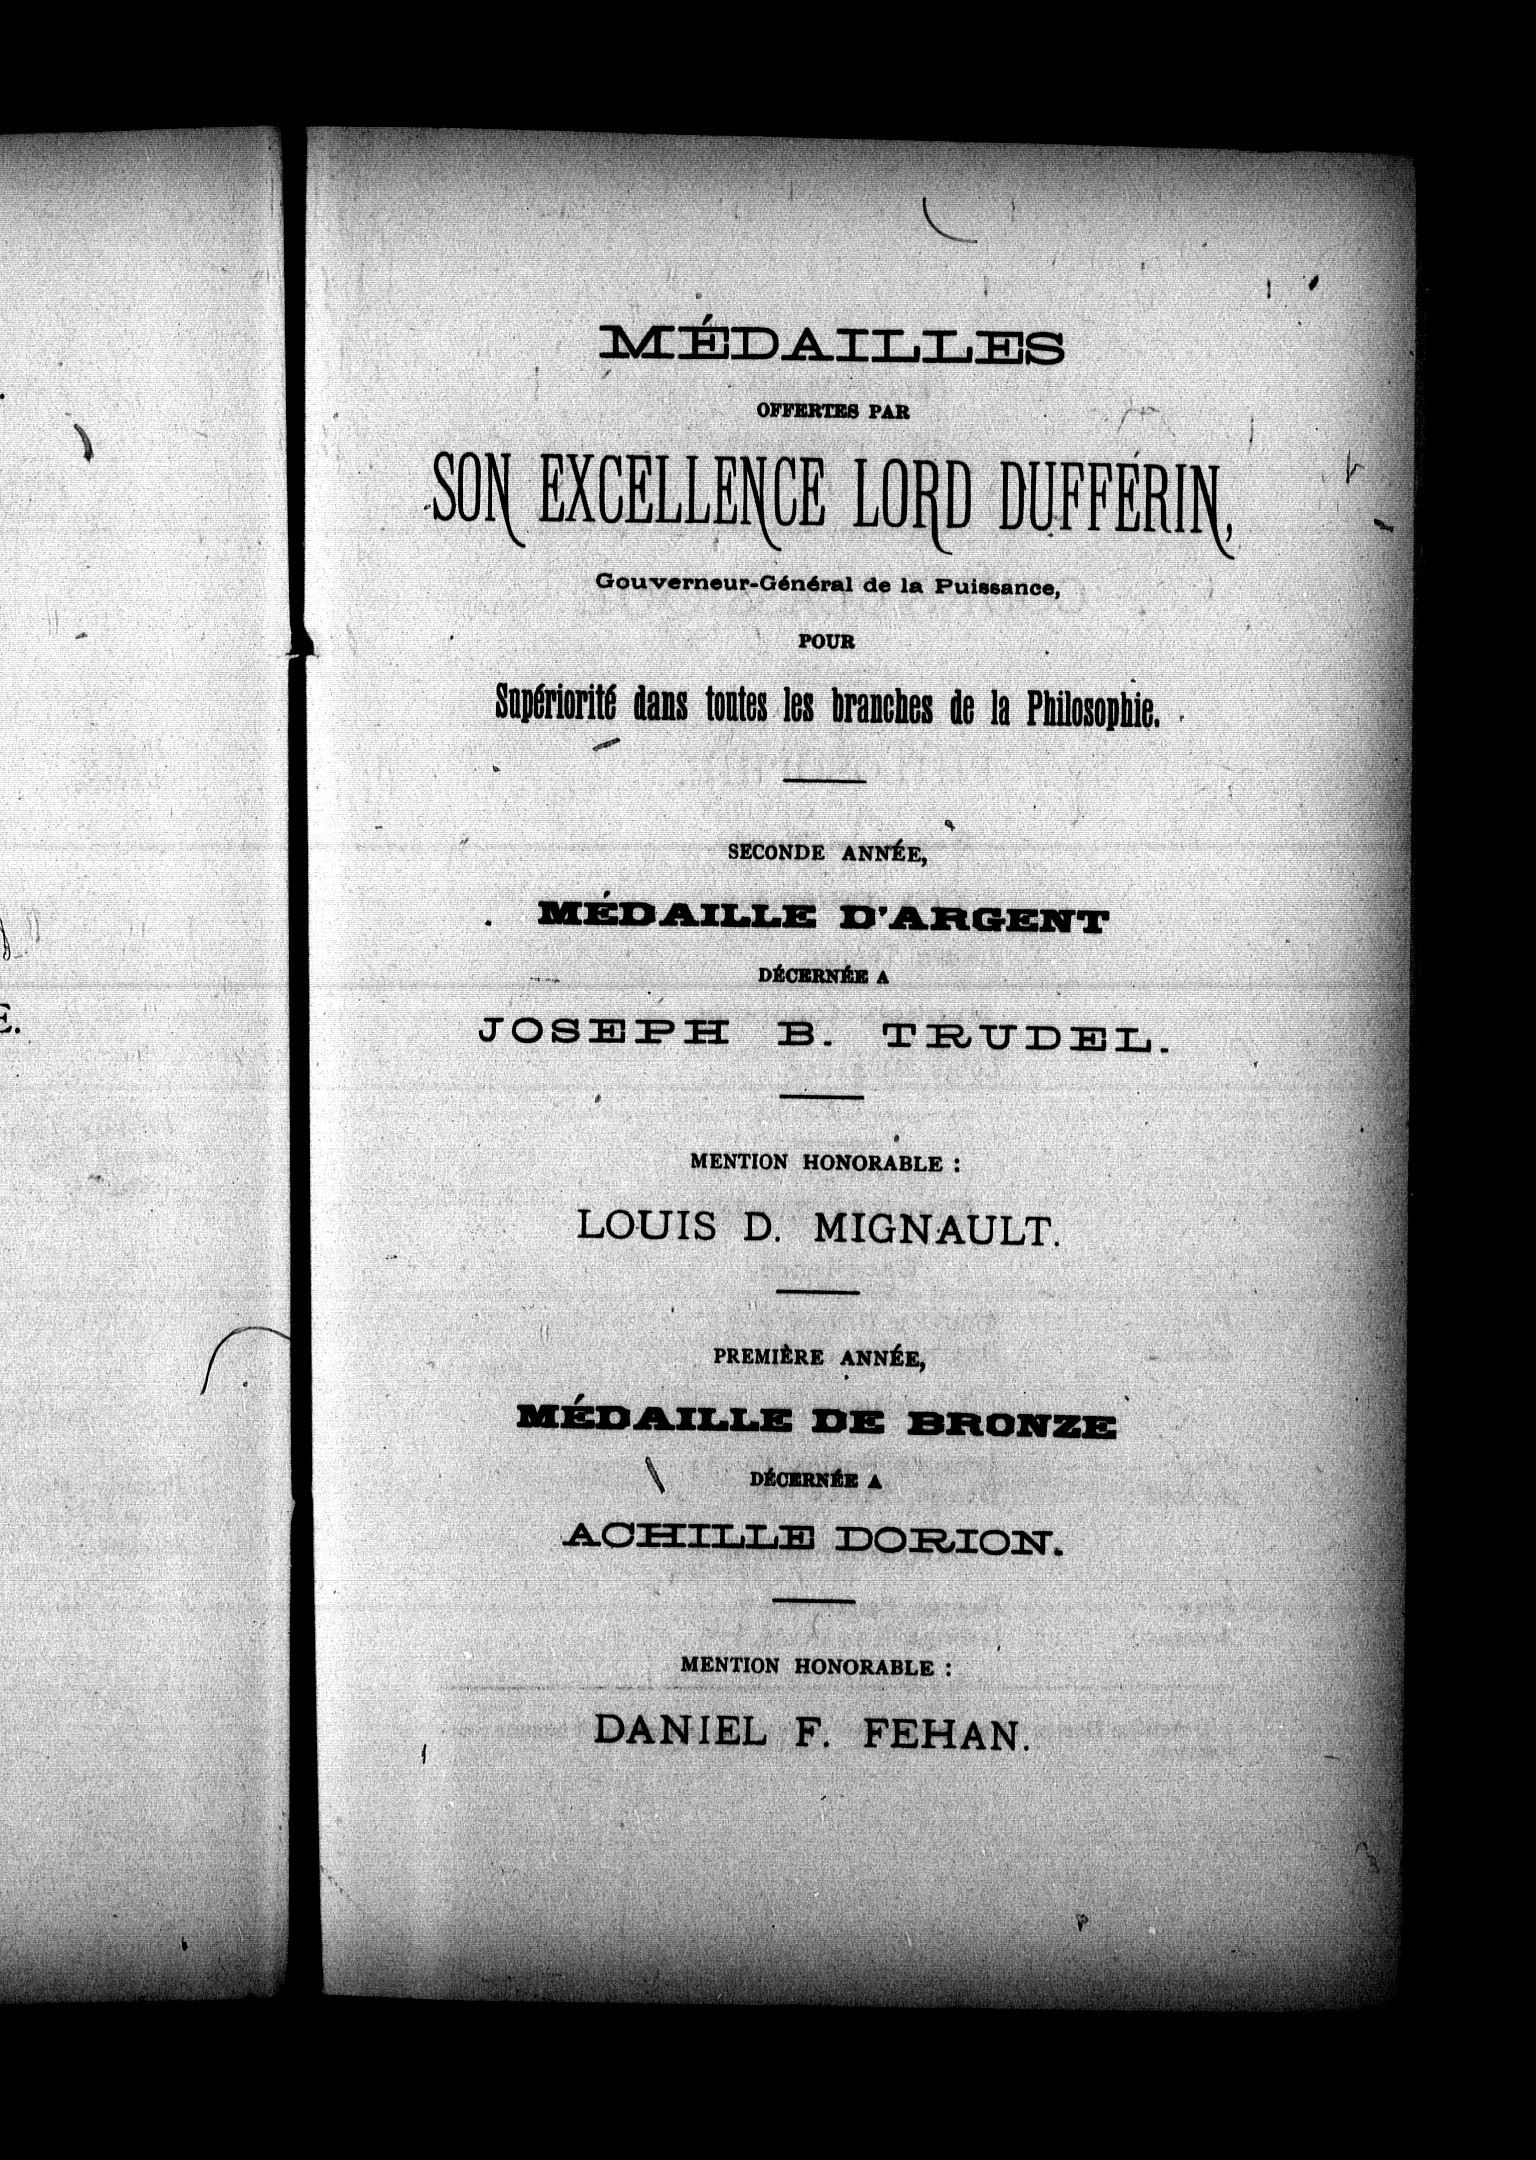 MÉDAILLES
OFFERTES PAR
SON EXCELLENCE LORD DUFFÉRIN,
Gouverneur-Général de la Puissance,
POUR
Supériorité dans toutes les branches de la Philosophie.
SECONDE ANNÉE,
MÉDAILLE D'ARGENT
DÉCERNÉE A
JOSEPH B. TRUDEL.
MENTION HONORABLE :
LOUIS D. MIGNAULT.
PREMIÈRE ANNÉE,
MÉDAILLE DE BRONZE
DÉCERNÉE A
ACHILLE DORION.
MENTION HONORABLE :
DANIEL F. FEHAN.